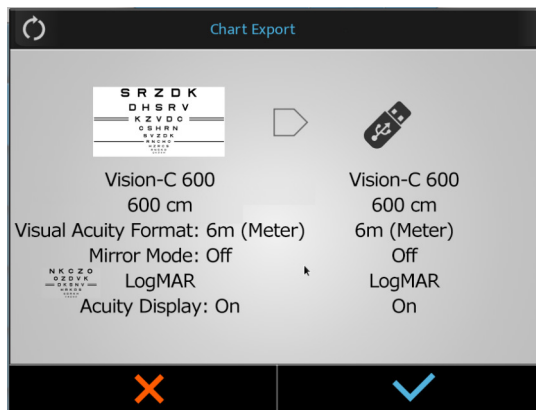 Chart Export
S R Z D K
D H S R V
K Z V D C
C S H R N
S V Z D K
Vision-C 600
600 cm
Visual Acuity Format: 6m (Meter)
Mirror Mode: Off
N K C Z O
O Z D V K
D K S N V
LogMAR
Acuity Display: On
Vision-C 600
600 cm
6m (Meter)
Off
LogMAR
On